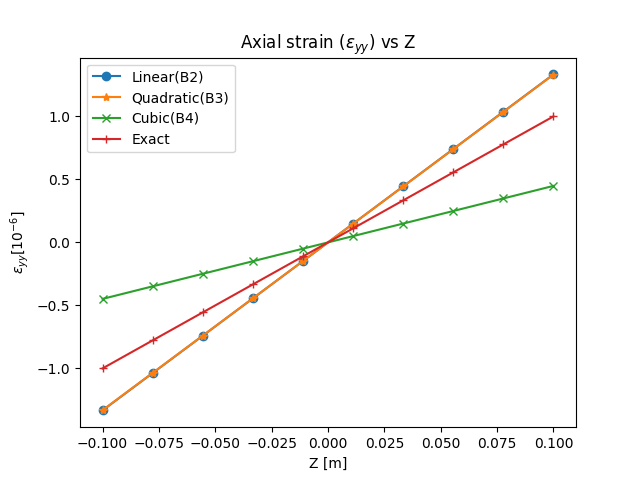 Axial strain (ε_yy) vs Z
Linear(B2)
Quadratic(B3)
Cubic(B4)
Exact
1.0
0.5
0.0
−0.5
−1.0
ε_yy[10⁻⁶]
−0.100 −0.075 −0.050 −0.025 0.000 0.025 0.050 0.075 0.100
Z [m]